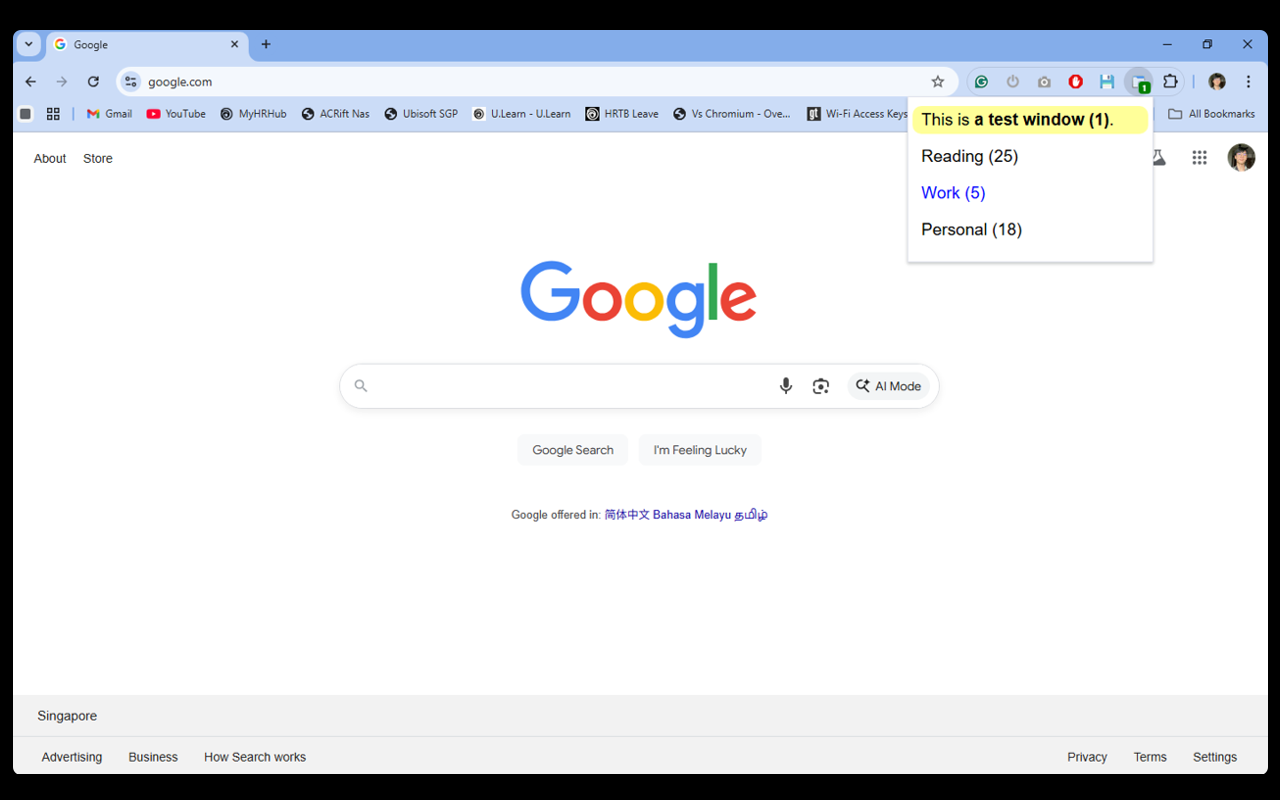 Google
google.com
Gmail
YouTube
MyHRHub
ACRift Nas
Ubisoft SGP
U.Learn - U.Learn
HRTB Leave
Vs Chromium - Ove...
Wi-Fi Access Keys
All Bookmarks
1
This is a test window (1).
Reading (25)
Work (5)
Personal (18)
About
Store
Google
AI Mode
Google Search
I'm Feeling Lucky
Google offered in: 简体中文 Bahasa Melayu தமிழ்
Singapore
Advertising
Business
How Search works
Privacy
Terms
Settings